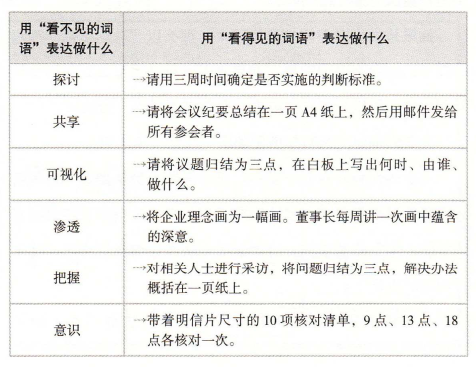 用“看不见的词
语”表达做什么
用“看得见的词语”表达做什么
探讨
→请用三周时间确定是否实施的判断标准。
共享
→请将会议纪要总结在一页 A4 纸上，然后用邮件发给
所有参会者。
可视化
→请将议题归结为三点，在白板上写出何时、由谁、
做什么。
渗透
→将企业理念画为一幅画。董事长每周讲一次画中蕴含
的深意。
把握
→对相关人士进行采访，将问题归结为三点，解决办法
概括在一页纸上。
意识
→带着明信片尺寸的 10 项核对清单，9 点、13 点、18
点各核对一次。